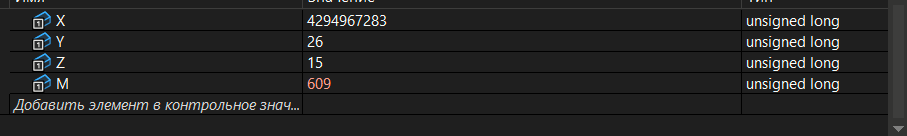 Имя Значение Тип
X 4294967283 unsigned long
Y 26 unsigned long
Z 15 unsigned long
M 609 unsigned long
Добавить элемент в контрольное знач...